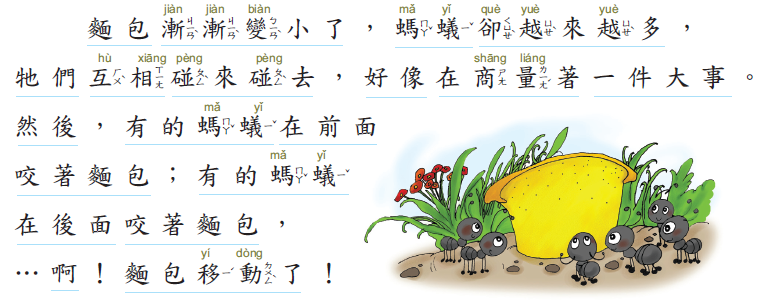 麵包漸漸變小了，螞蟻卻越來越多，
牠們互相碰來碰去，好像在商量著一件大事。
然後，有的螞蟻在前面
咬著麵包；有的螞蟻
在後面咬著麵包，
…啊！麵包移動了！